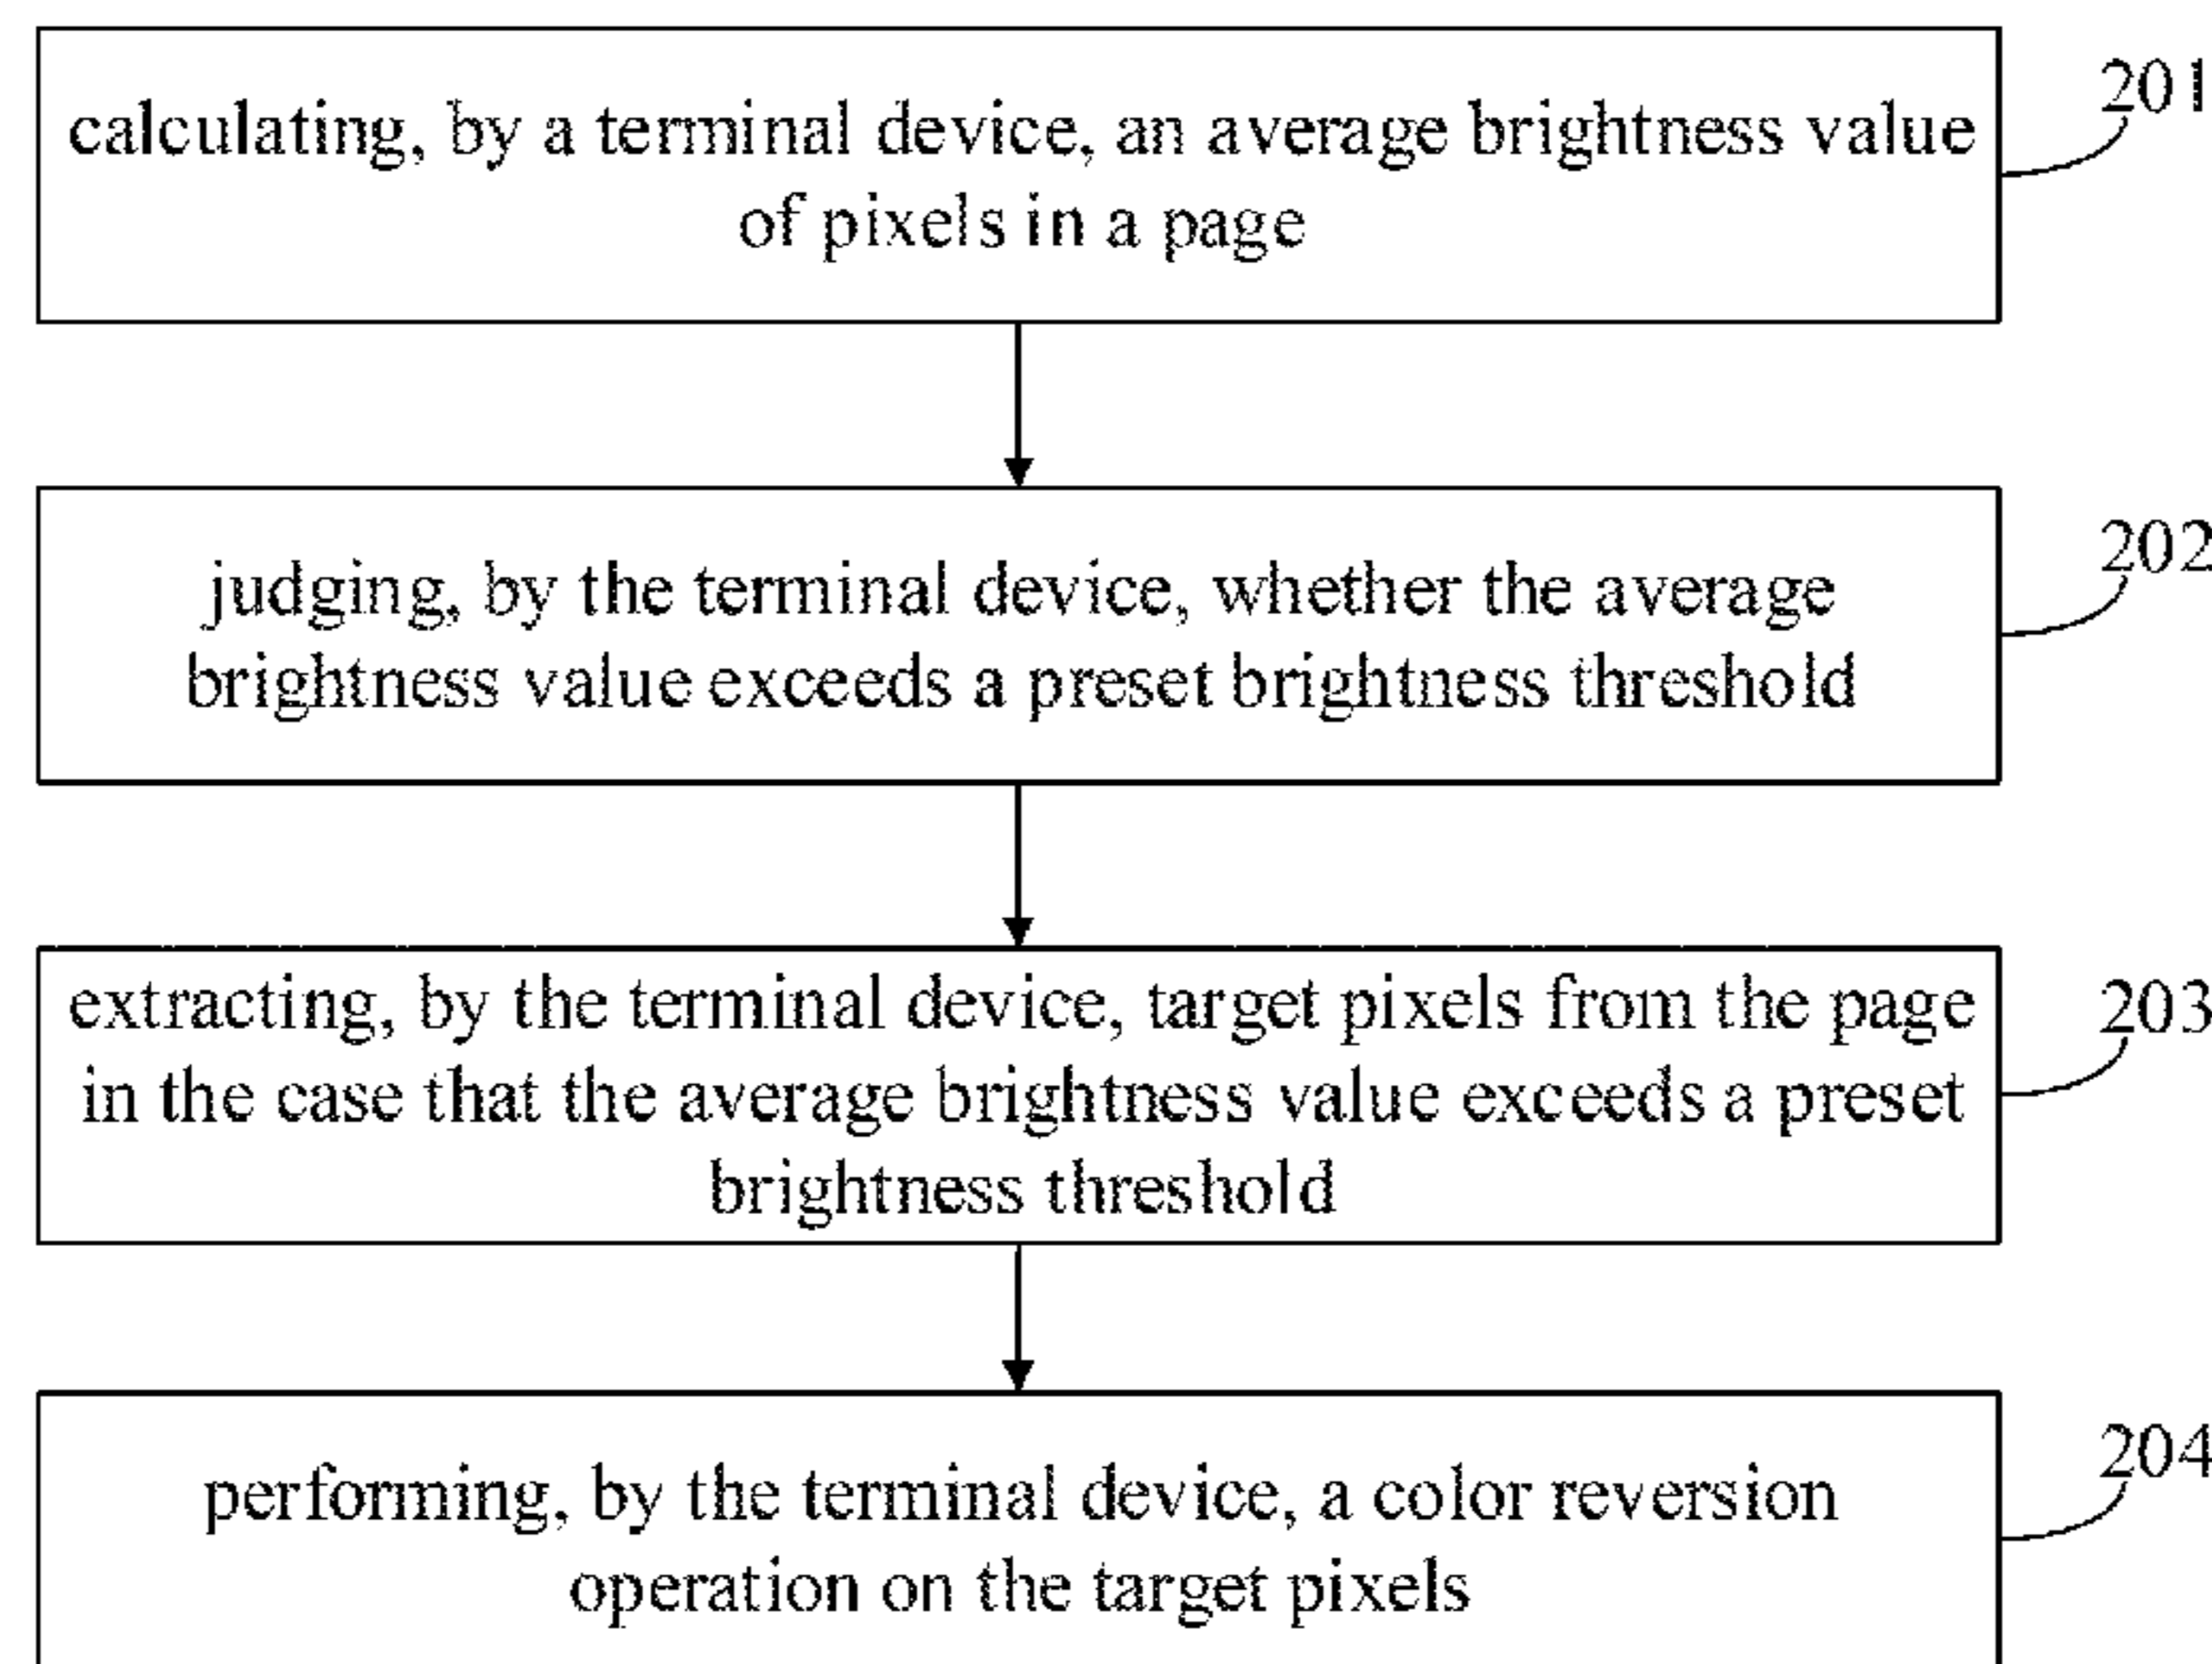 201
calculating, by a terminal device, an average brightness value
of pixels in a page
202
judging, by the terminal device, whether the average
brightness value exceeds a preset brightness threshold
203
extracting, by the terminal device, target pixels from the page
in the case that the average brightness value exceeds a preset
brightness threshold
204
performing, by the terminal device, a color reversion
operation on the target pixels